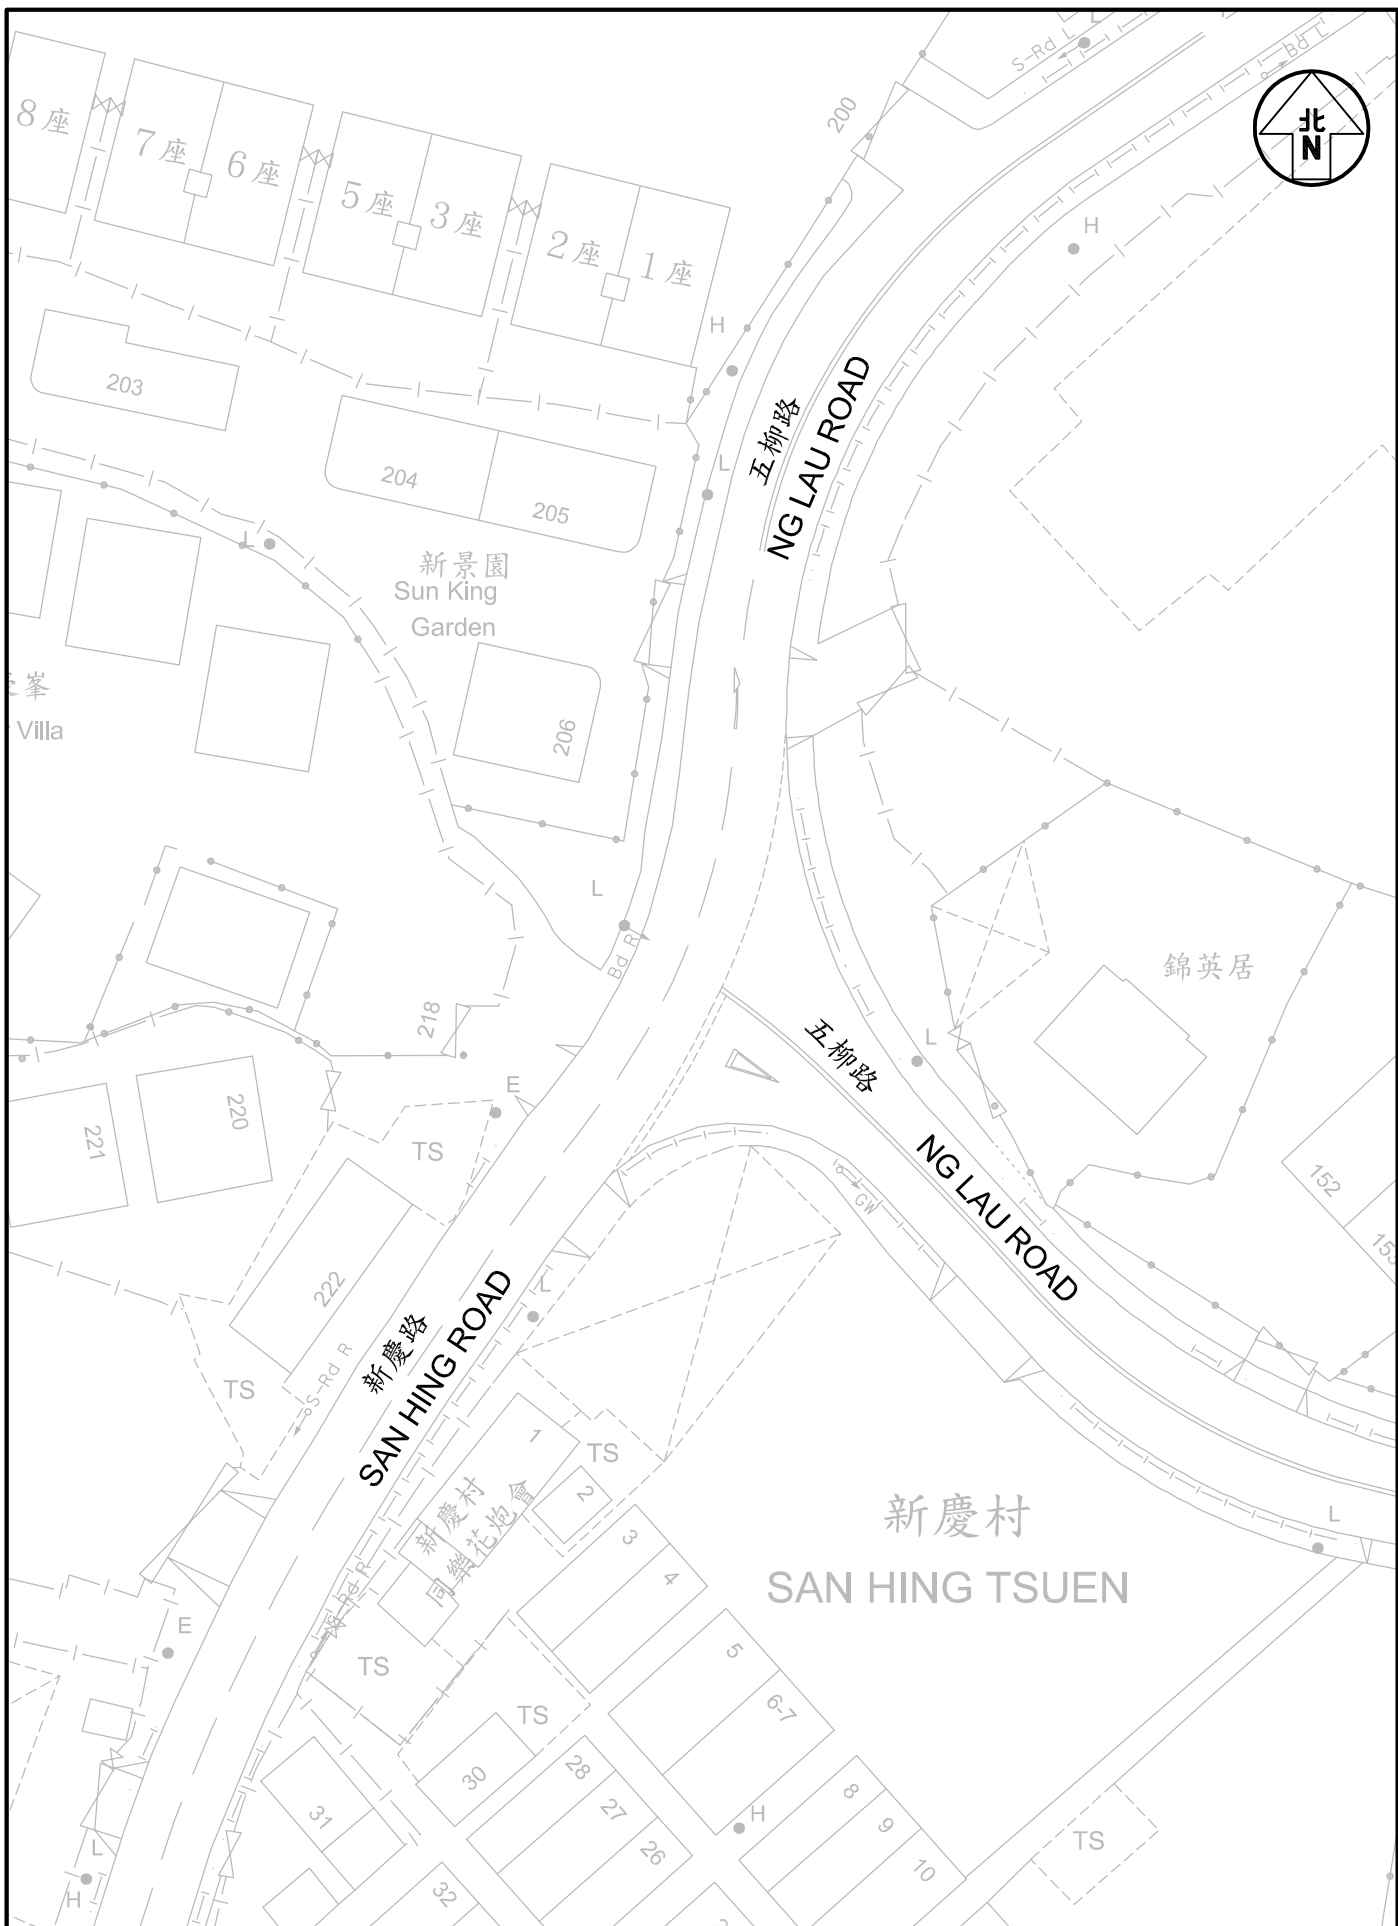 S-Rd L
L
Bd L
北
N
8座
7座
6座
5座
3座
2座
1座
200
H
H
203
204
205
L
L
五柳路
NG LAU ROAD
新景園
Sun King
Garden
206
峯
Villa
L
Bd R
218
錦英居
五柳路
L
E
NG LAU ROAD
220
221
TS
152
GW
222
L
新慶路
SAN HING ROAD
S-Rd R
TS
1
TS
2
新慶村
同樂花炮會
S-Rd R
3
4
新慶村
SAN HING TSUEN
L
E
TS
5
6-7
TS
30
28
27
26
31
H
8
9
10
TS
L
H
32